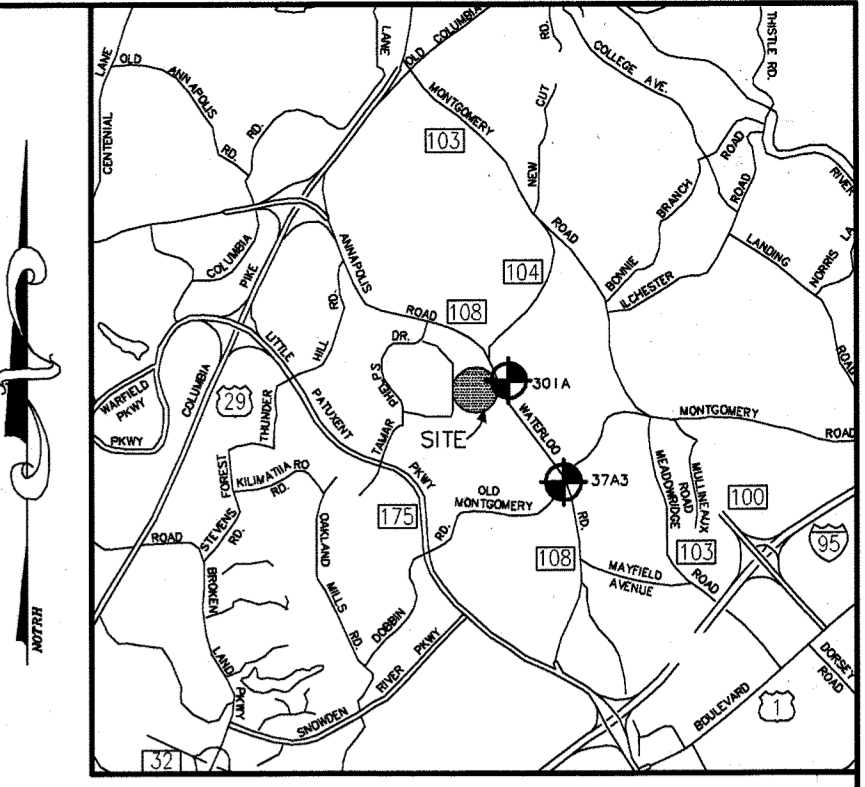 LANE
OLD
ANNAPOLIS
RD.
RD.
CENTENIAL
LANE
OLD COLUMBIA
MONTGOMERY
103
RD.
COLLEGE AVE.
THISTLE RD.
NEW CUT
ROAD
BONNIE BRANCH ROAD
ILCHESTER ROAD
RIVER
LANDING
ROAD
NORRIS LA
COLUMBIA
PIKE
COLUMBIA
29
ANNAPOLIS
ROAD
108
104
LITTLE
PATUXENT
PKWY
WARFIELD
PKWY
PKWY
THUNDER
HILL
RD.
DR.
PHELPS
TAMAR
SITE
301A
WATERLOO
RD.
37A3
MONTGOMERY
ROAD
OLD
MONTGOMERY
RD.
175
FOREST
KILIMATIIA RO
RD.
STEVENS
RD.
ROAD
OAKLAND
MILLS
RD.
DOBBIN
BROKEN
LAND
PKWY
SNOWDEN
RIVER
PKWY
32
108
MAYFIELD
AVENUE
MEADOWRIDGE
ROAD
MULLINEAUX
103
ROAD
100
95
BOULEVARD
1
DORSEY
ROAD
NOTRH